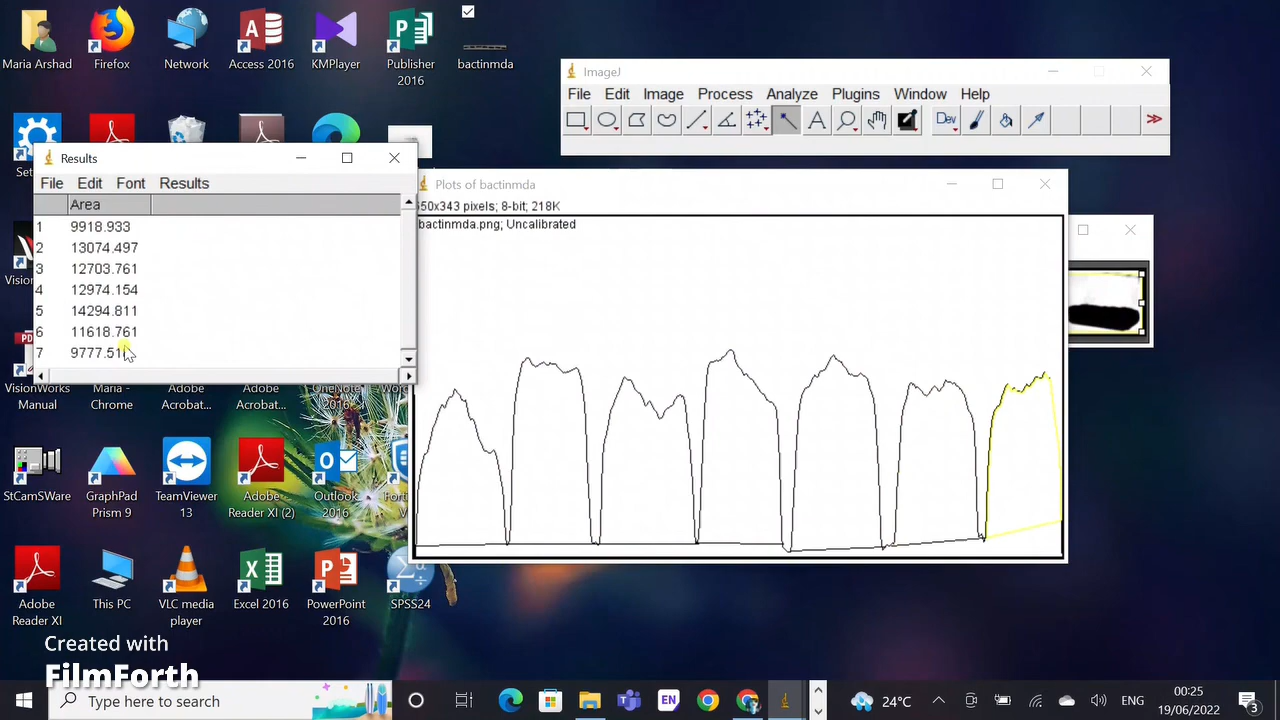 Maria Arshad
Firefox
Network
Access 2016
KMPlayer
Publisher
2016
bactinmda
ImageJ
File Edit Image Process Analyze Plugins Window Help
Dev
Results
File Edit Font Results
Area
1 9918.933
2 13074.497
3 12703.761
4 12974.154
5 14294.811
6 11618.761
7
Plots of bactinmda
bactinmda.png; Uncalibrated
pixels; 8-bit; 218K
VisionWorks
Manual
Maria -
Chrome
Adobe
Acrobat...
Adobe
Acrobat...
OneNote
2016
StCamSWare
GraphPad
Prism 9
TeamViewer
13
Adobe
Reader XI (2)
Outlook
2016
Adobe
Reader XI
This PC
VLC media
player
Excel 2016
PowerPoint
2016
SPSS24
Created with
FilmForth
Type here to search
EN
24°C
ENG
00:25
19/06/2022
3